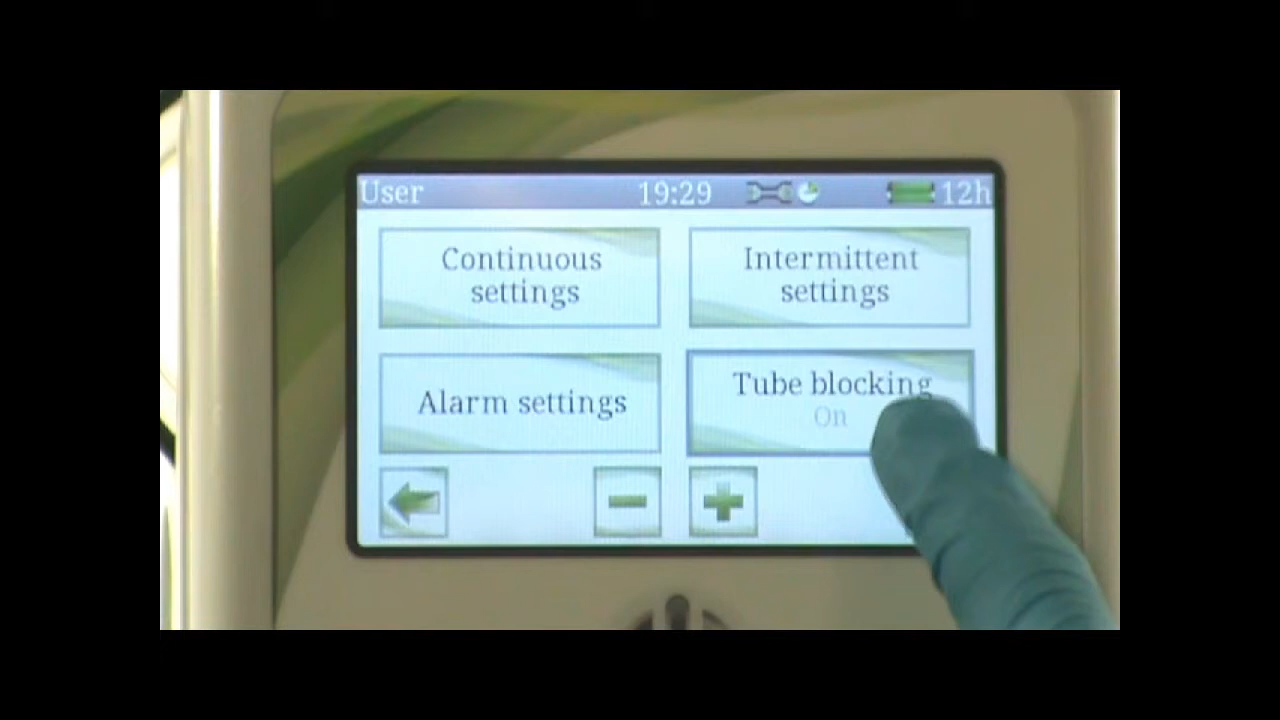 User 19:29 12h
Continuous
settings
Intermittent
settings
Alarm settings
Tube blocking
On